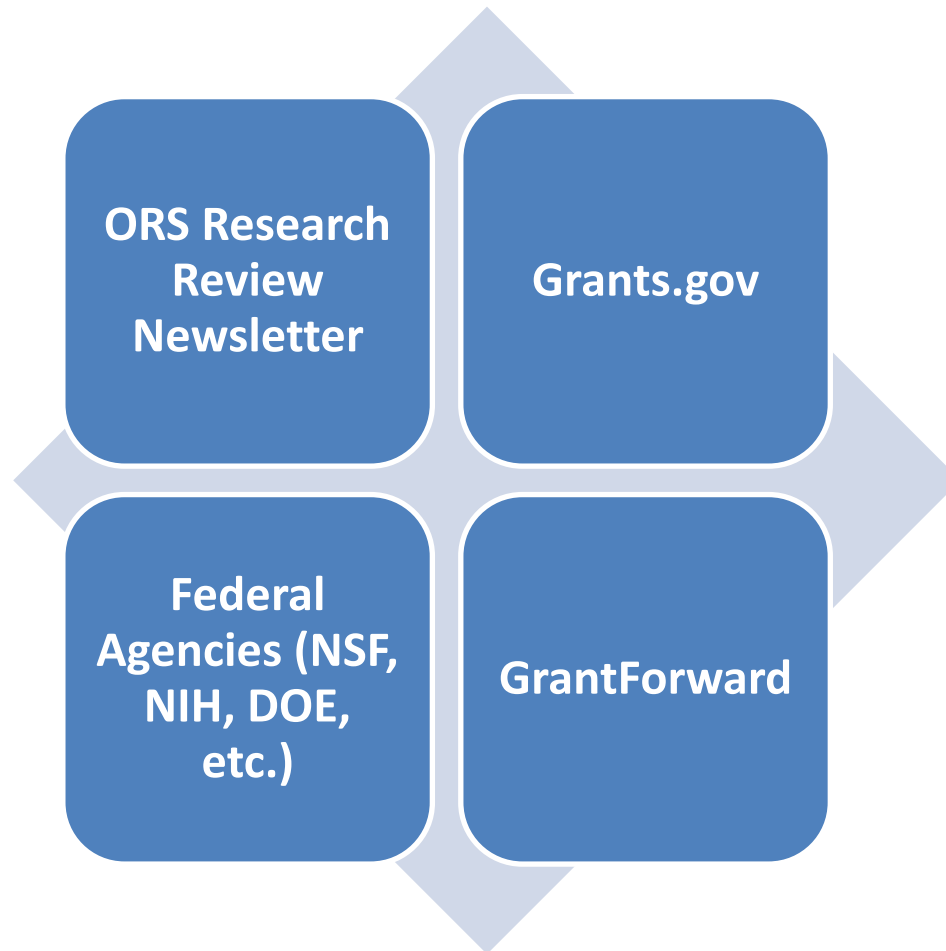 ORS Research
Review
Newsletter
Grants.gov
Federal
Agencies (NSF,
NIH, DOE,
etc.)
GrantForward